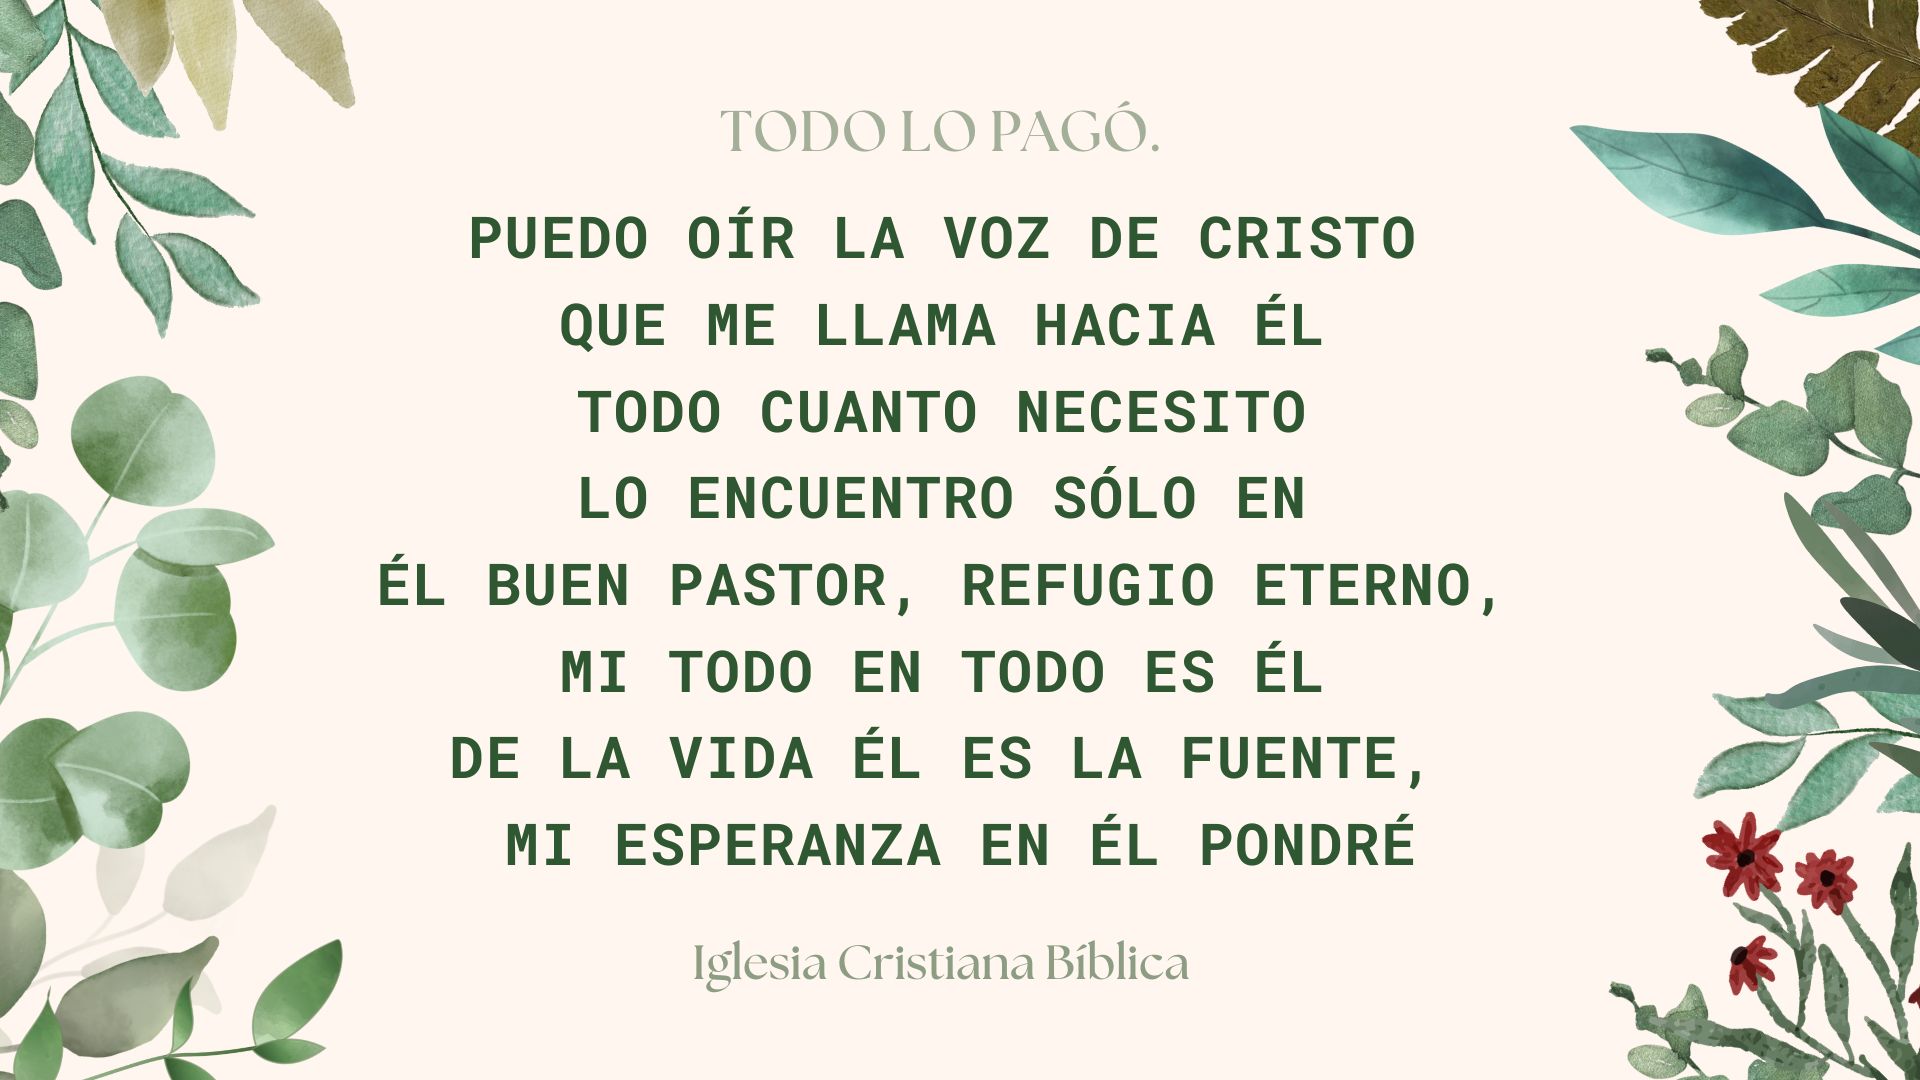 TODO LO PAGÓ.
PUEDO OÍR LA VOZ DE CRISTO
QUE ME LLAMA HACIA ÉL
TODO CUANTO NECESITO
LO ENCUENTRO SÓLO EN
ÉL BUEN PASTOR, REFUGIO ETERNO,
MI TODO EN TODO ES ÉL
DE LA VIDA ÉL ES LA FUENTE,
MI ESPERANZA EN ÉL PONDRÉ
Iglesia Cristiana Bíblica